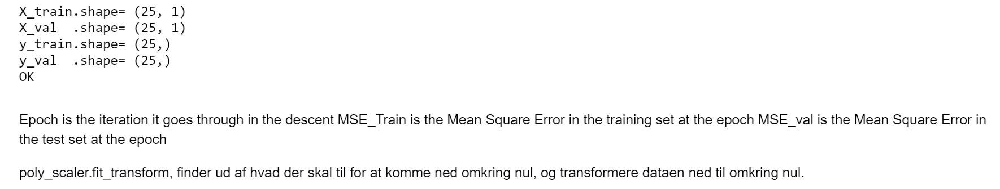 X_train.shape= (25, 1)
X_val  .shape= (25, 1)
y_train.shape= (25,)
y_val  .shape= (25,)
OK
Epoch is the iteration it goes through in the descent MSE_Train is the Mean Square Error in the training set at the epoch MSE_val is the Mean Square Error in
the test set at the epoch
poly_scaler.fit_transform, finder ud af hvad der skal til for at komme ned omkring nul, og transformere dataen ned til omkring nul.